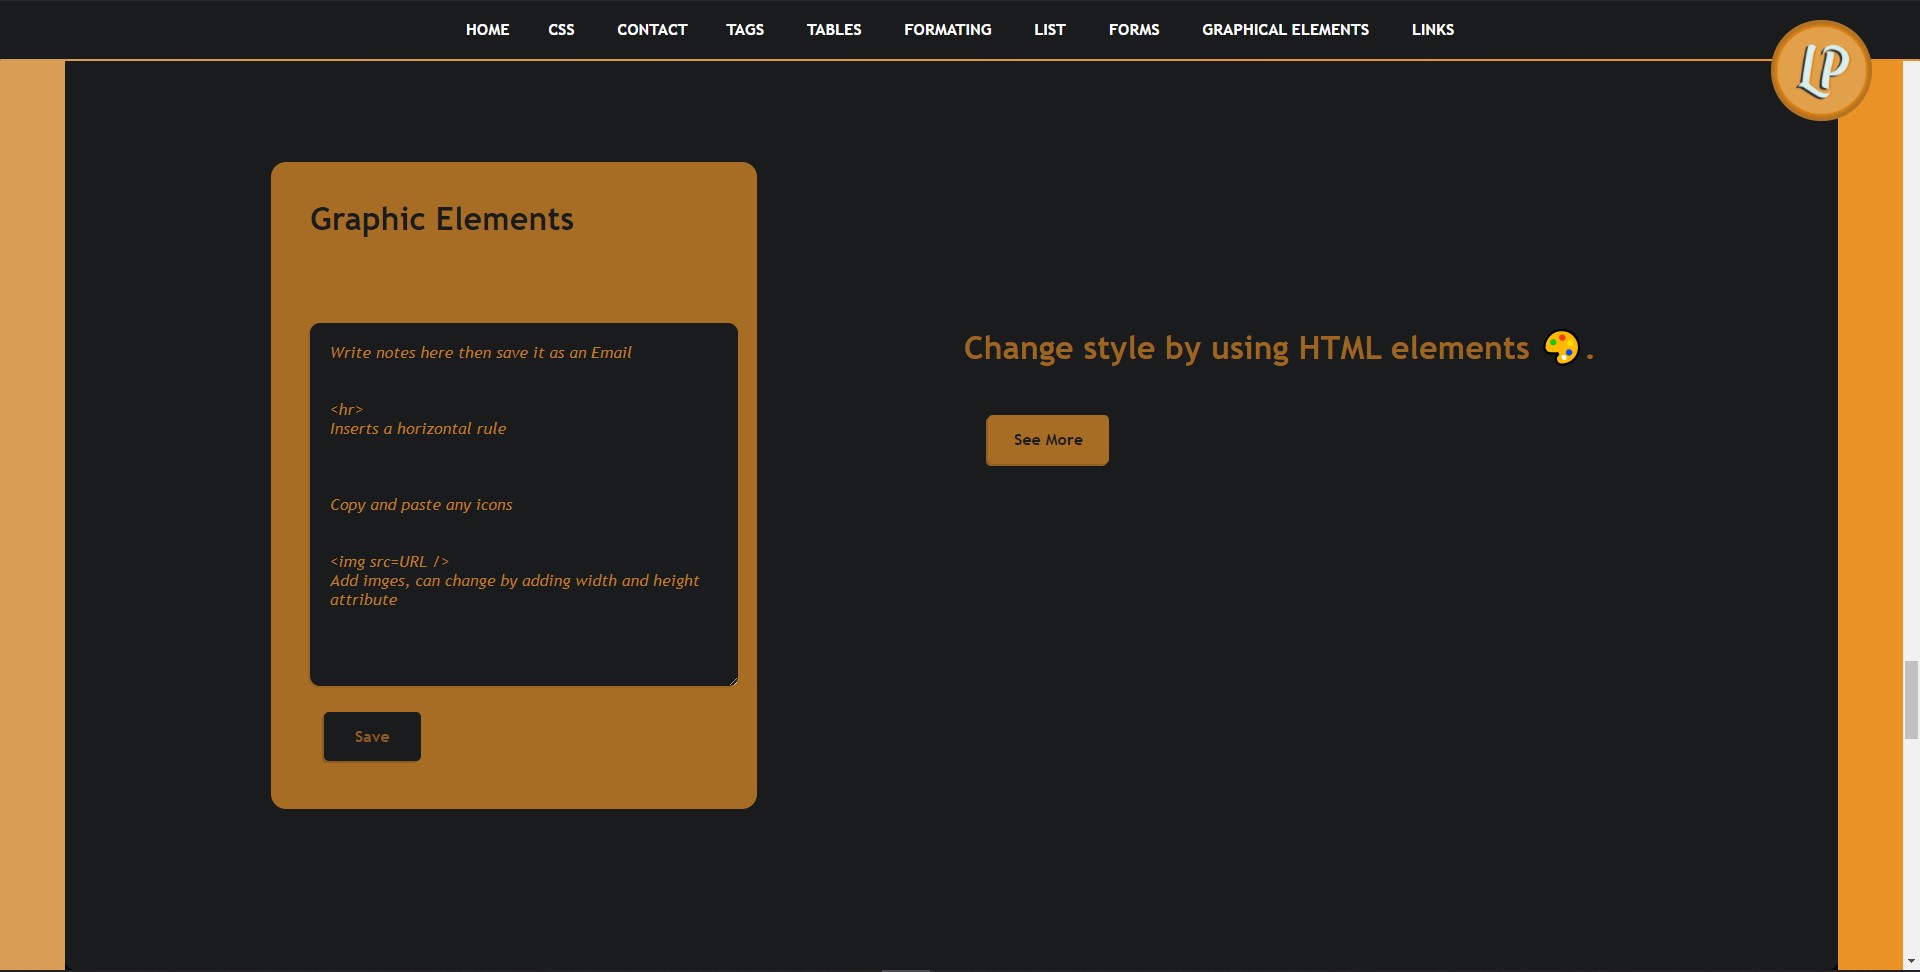 HOME CSS CONTACT TAGS TABLES FORMATING LIST FORMS GRAPHICAL ELEMENTS LINKS
LP
Graphic Elements
Write notes here then save it as an Email
<hr>
Inserts a horizontal rule
Copy and paste any icons
<img src=URL />
Add imges, can change by adding width and height
attribute
Save
Change style by using HTML elements 🎨.
See More